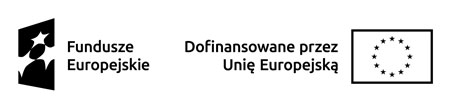 Fundusze
Europejskie
Dofinansowane przez
Unię Europejską